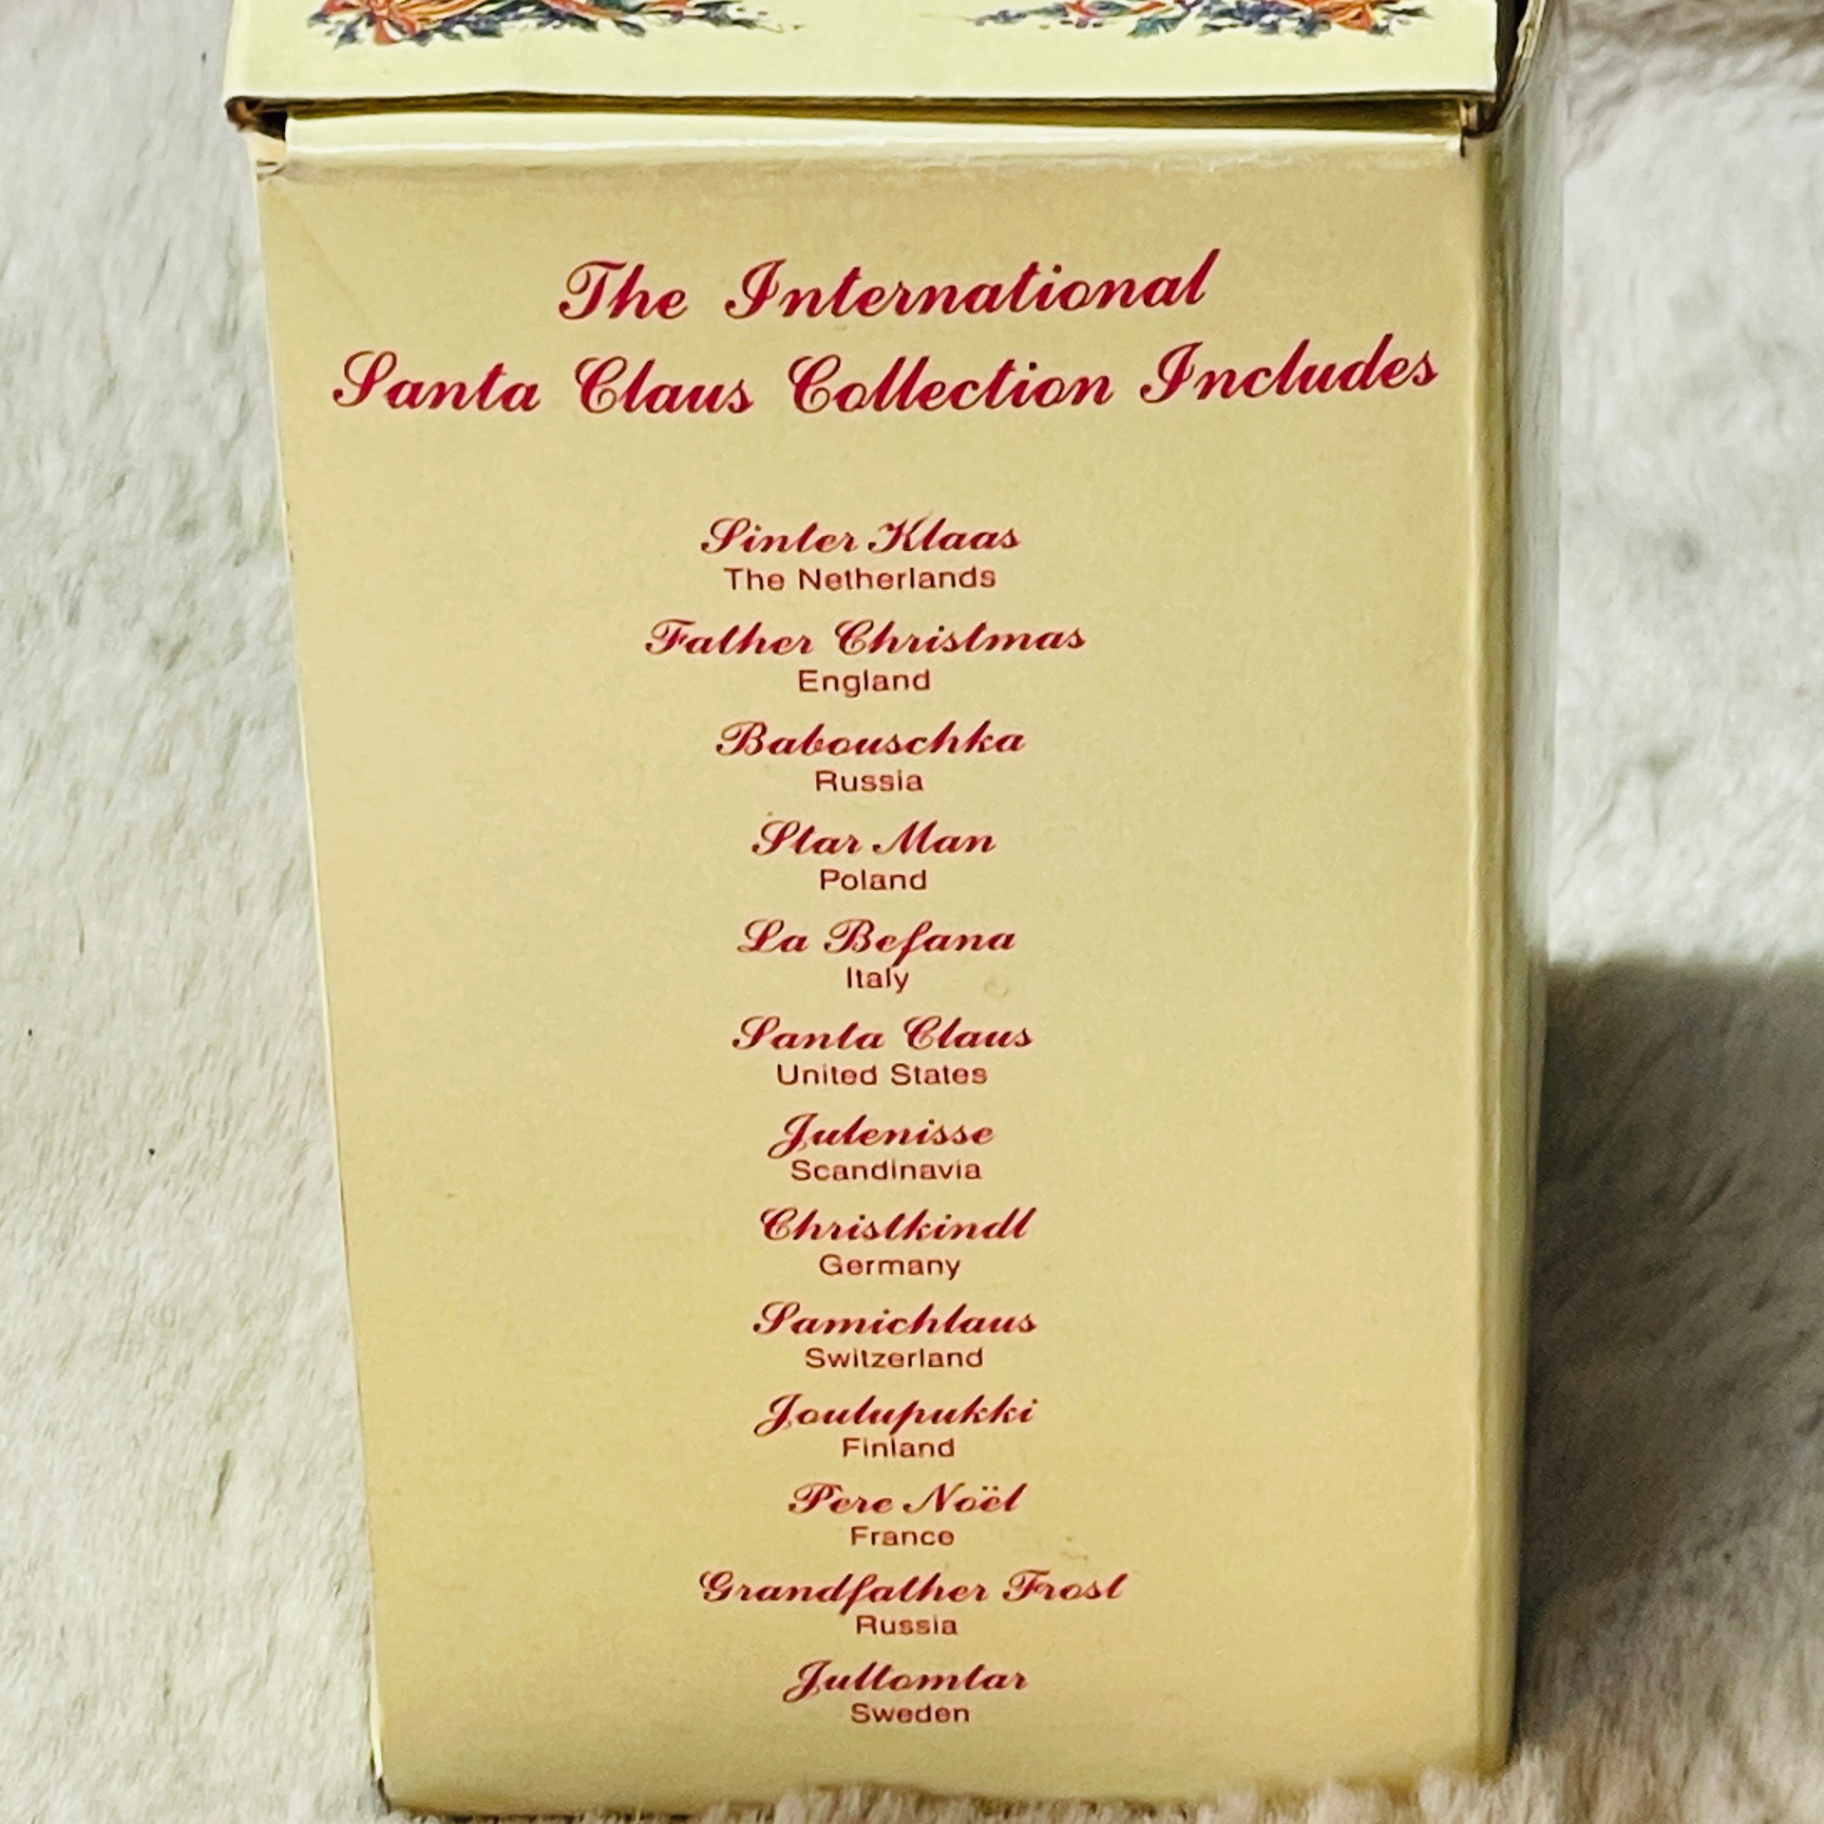 The International
Santa Claus Collection Includes
Sinter Klaas
The Netherlands
Father Christmas
England
Babouschka
Russia
Star Man
Poland
La Befana
Italy
Santa Claus
United States
Julenisse
Scandinavia
Christkindl
Germany
Samichlaus
Switzerland
Joulupukki
Finland
Père Noël
France
Grandfather Frost
Russia
Jultomtar
Sweden